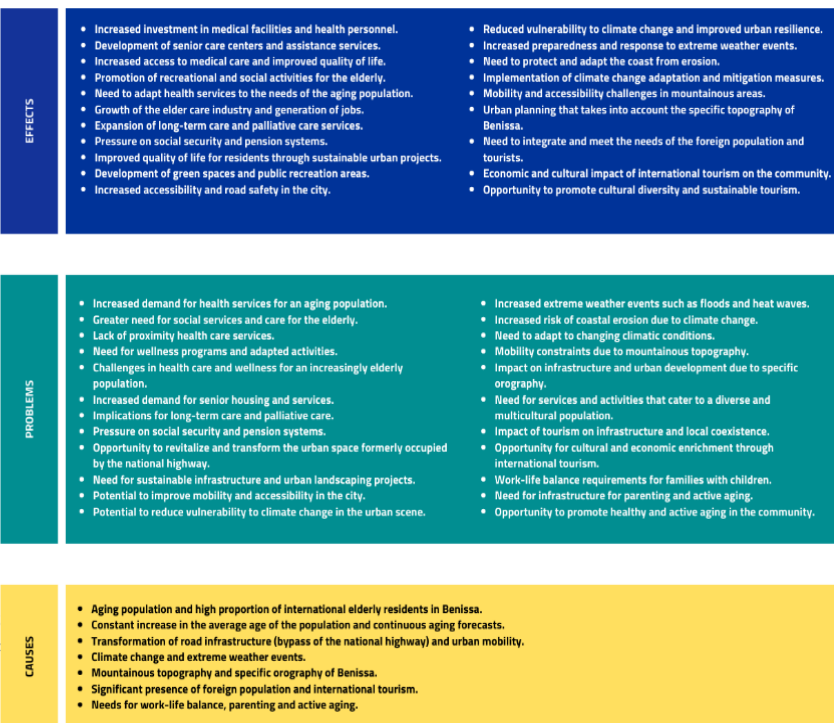 EFFECTS
Increased investment in medical facilities and health personnel.
Development of senior care centers and assistance services.
Increased access to medical care and improved quality of life.
Promotion of recreational and social activities for the elderly.
Need to adapt health services to the needs of the aging population.
Growth of the elder care industry and generation of jobs.
Expansion of long-term care and palliative care services.
Pressure on social security and pension systems.
Improved quality of life for residents through sustainable urban projects.
Development of green spaces and public recreation areas.
Increased accessibility and road safety in the city.
Reduced vulnerability to climate change and improved urban resilience.
Increased preparedness and response to extreme weather events.
Need to protect and adapt the coast from erosion.
Implementation of climate change adaptation and mitigation measures.
Mobility and accessibility challenges in mountainous areas.
Urban planning that takes into account the specific topography of
Benissa.
Need to integrate and meet the needs of the foreign population and
tourists.
Economic and cultural impact of international tourism on the community.
Opportunity to promote cultural diversity and sustainable tourism.
PROBLEMS
Increased demand for health services for an aging population.
Greater need for social services and care for the elderly.
Lack of proximity health care services.
Need for wellness programs and adapted activities.
Challenges in health care and wellness for an increasingly elderly
population.
Increased demand for senior housing and services.
Implications for long-term care and palliative care.
Pressure on social security and pension systems.
Opportunity to revitalize and transform the urban space formerly occupied
by the national highway.
Need for sustainable infrastructure and urban landscaping projects.
Potential to improve mobility and accessibility in the city.
Potential to reduce vulnerability to climate change in the urban scene.
Increased extreme weather events such as floods and heat waves.
Increased risk of coastal erosion due to climate change.
Need to adapt to changing climatic conditions.
Mobility constraints due to mountainous topography.
Impact on infrastructure and urban development due to specific
orography.
Need for services and activities that cater to a diverse and
multicultural population.
Impact of tourism on infrastructure and local coexistence.
Opportunity for cultural and economic enrichment through
international tourism.
Work-life balance requirements for families with children.
Need for infrastructure for parenting and active aging.
Opportunity to promote healthy and active aging in the community.
CAUSES
Aging population and high proportion of international elderly residents in Benissa.
Constant increase in the average age of the population and continuous aging forecasts.
Transformation of road infrastructure (bypass of the national highway) and urban mobility.
Climate change and extreme weather events.
Mountainous topography and specific orography of Benissa.
Significant presence of foreign population and international tourism.
Needs for work-life balance, parenting and active aging.